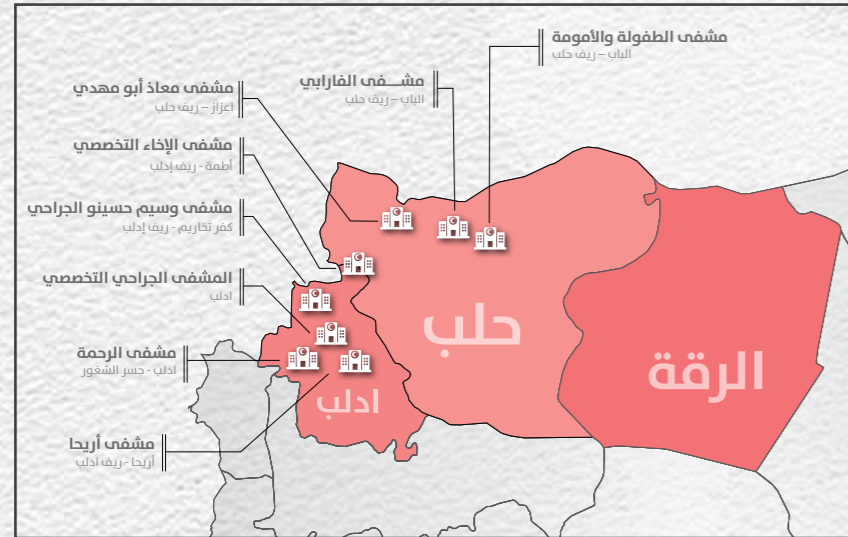 مشفى الطفولة والأمومة
الباب – ريف حلب
مشـــفى الفارابي
الباب – ريف حلب
مشفى معاذ أبو مهدي
اعزاز – ريف حلب
مشفى الإخاء التخصصي
أطمة - ريف إدلب
مشفى وسيم حسينو الجراحي
كفر تخاريم - ريف إدلب
المشفى الجراحي التخصصي
ادلب
مشفى الرحمة
ادلب - جسر الشغور
مشفى أريحا
أريحا - ريف ادلب
حلب
الرقة
ادلب